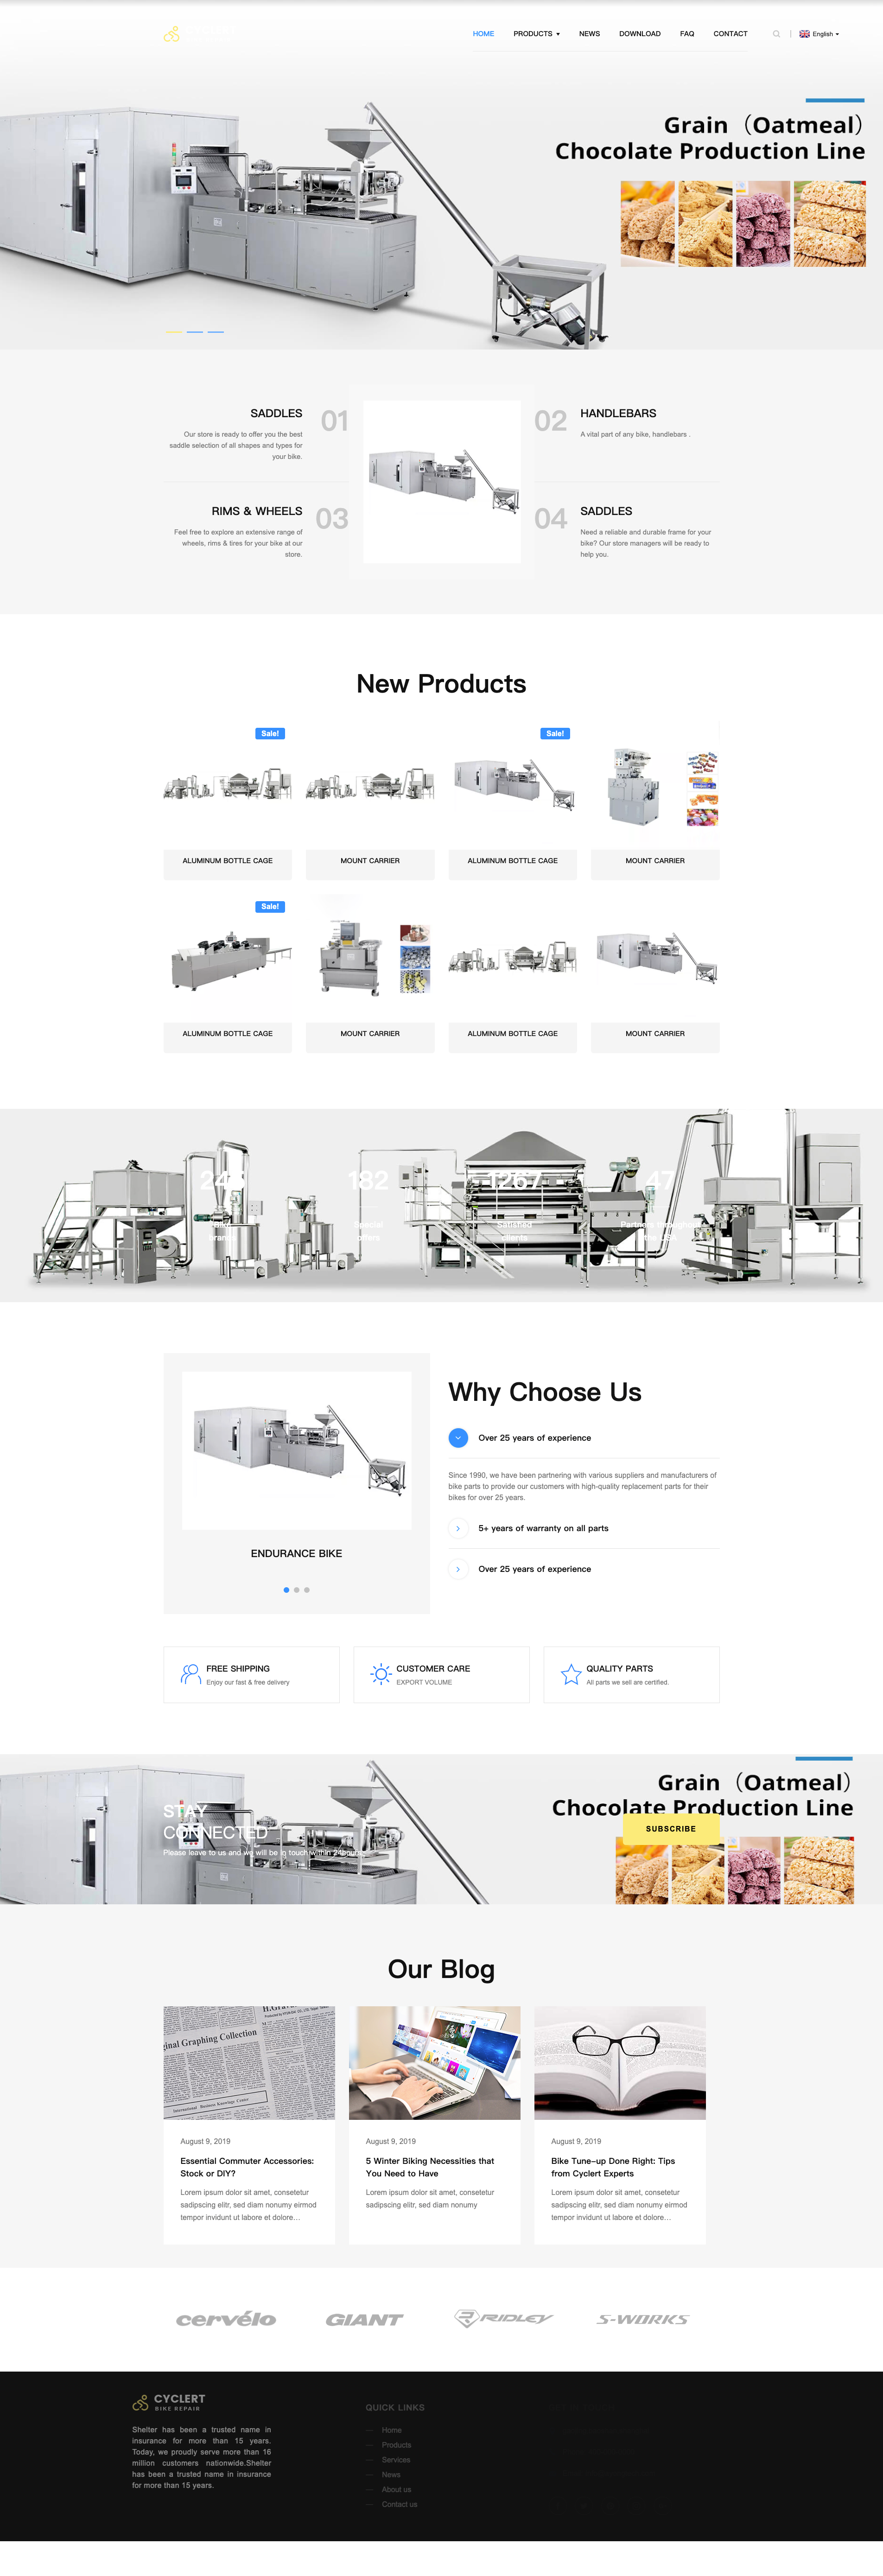 CYCLERT
HOME
PRODUCTS
NEWS
DOWNLOAD
FAQ
CONTACT
English
Grain（Oatmeal）
Chocolate Production Line
SADDLES
01
Our store is ready to offer you the best
saddle selection of all shapes and types for
your bike.
02
HANDLEBARS
A vital part of any bike, handlebars .
RIMS & WHEELS
03
Feel free to explore an extensive range of
wheels, rims & tires for your bike at our
store.
04
SADDLES
Need a reliable and durable frame for your
bike? Our store managers will be ready to
help you.
New Products
Sale!
Sale!
ALUMINUM BOTTLE CAGE
MOUNT CARRIER
ALUMINUM BOTTLE CAGE
MOUNT CARRIER
Sale!
ALUMINUM BOTTLE CAGE
MOUNT CARRIER
ALUMINUM BOTTLE CAGE
MOUNT CARRIER
182
1267
47
Special
offers
Satisfied
clients
Why Choose Us
Over 25 years of experience
Since 1990, we have been partnering with various suppliers and manufacturers of
bike parts to provide our customers with high-quality replacement parts for their
bikes for over 25 years.
5+ years of warranty on all parts
Over 25 years of experience
ENDURANCE BIKE
FREE SHIPPING
Enjoy our fast & free delivery
CUSTOMER CARE
EXPORT VOLUME
QUALITY PARTS
All parts we sell are certified.
Grain（Oatmeal）
Chocolate Production Line
STAY
CONNECTED
Please leave to us and we will be in touch within 24hours.
SUBSCRIBE
Our Blog
August 9, 2019
Essential Commuter Accessories:
Stock or DIY?
Lorem ipsum dolor sit amet, consetetur
sadipscing elitr, sed diam nonumy eirmod
tempor invidunt ut labore et dolore…
August 9, 2019
5 Winter Biking Necessities that
You Need to Have
Lorem ipsum dolor sit amet, consetetur
sadipscing elitr, sed diam nonumy
August 9, 2019
Bike Tune-up Done Right: Tips
from Cyclert Experts
Lorem ipsum dolor sit amet, consetetur
sadipscing elitr, sed diam nonumy eirmod
tempor invidunt ut labore et dolore…
cervélo
GIANT
RIDLEY
S-WORKS
CYCLERT
BIKE REPAIR
Shelter has been a trusted name in
insurance for more than 15 years.
Today, we proudly serve more than 16
million customers nationwide.Shelter
has been a trusted name in insurance
for more than 15 years.
QUICK LINKS
Home
Products
Services
News
About us
Contact us